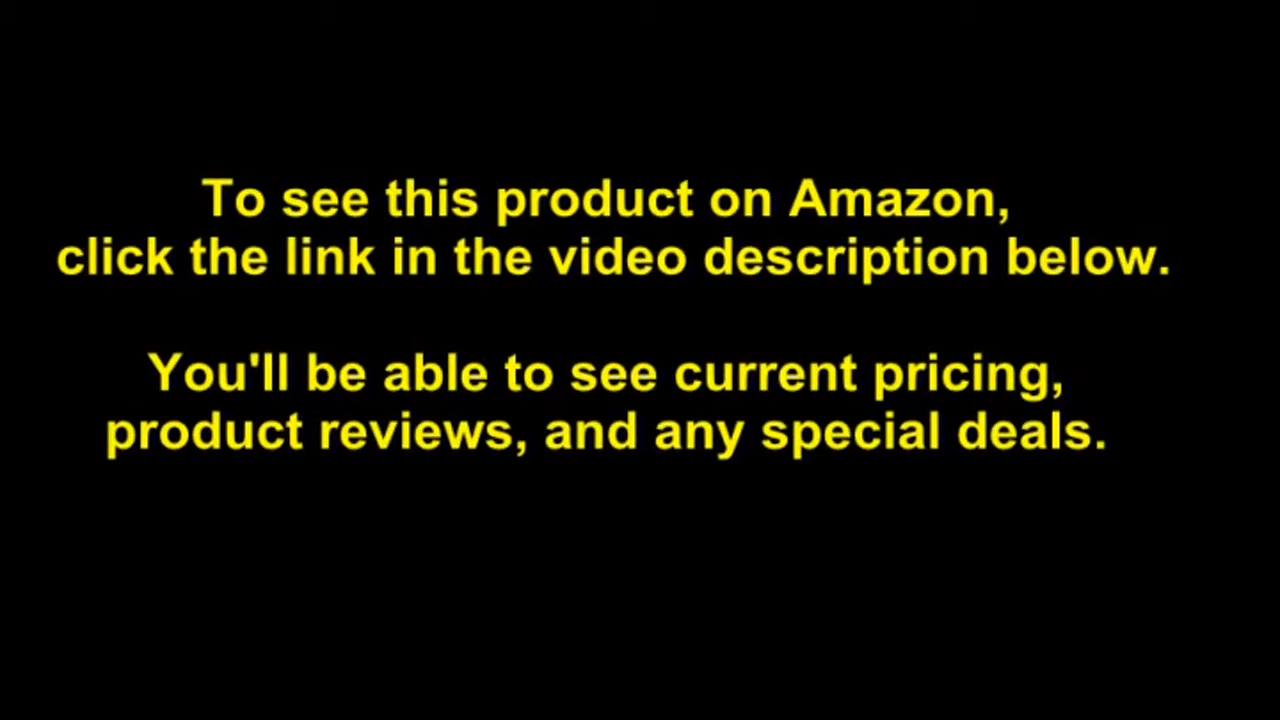 To see this product on Amazon,
click the link in the video description below.
You'll be able to see current pricing,
product reviews, and any special deals.